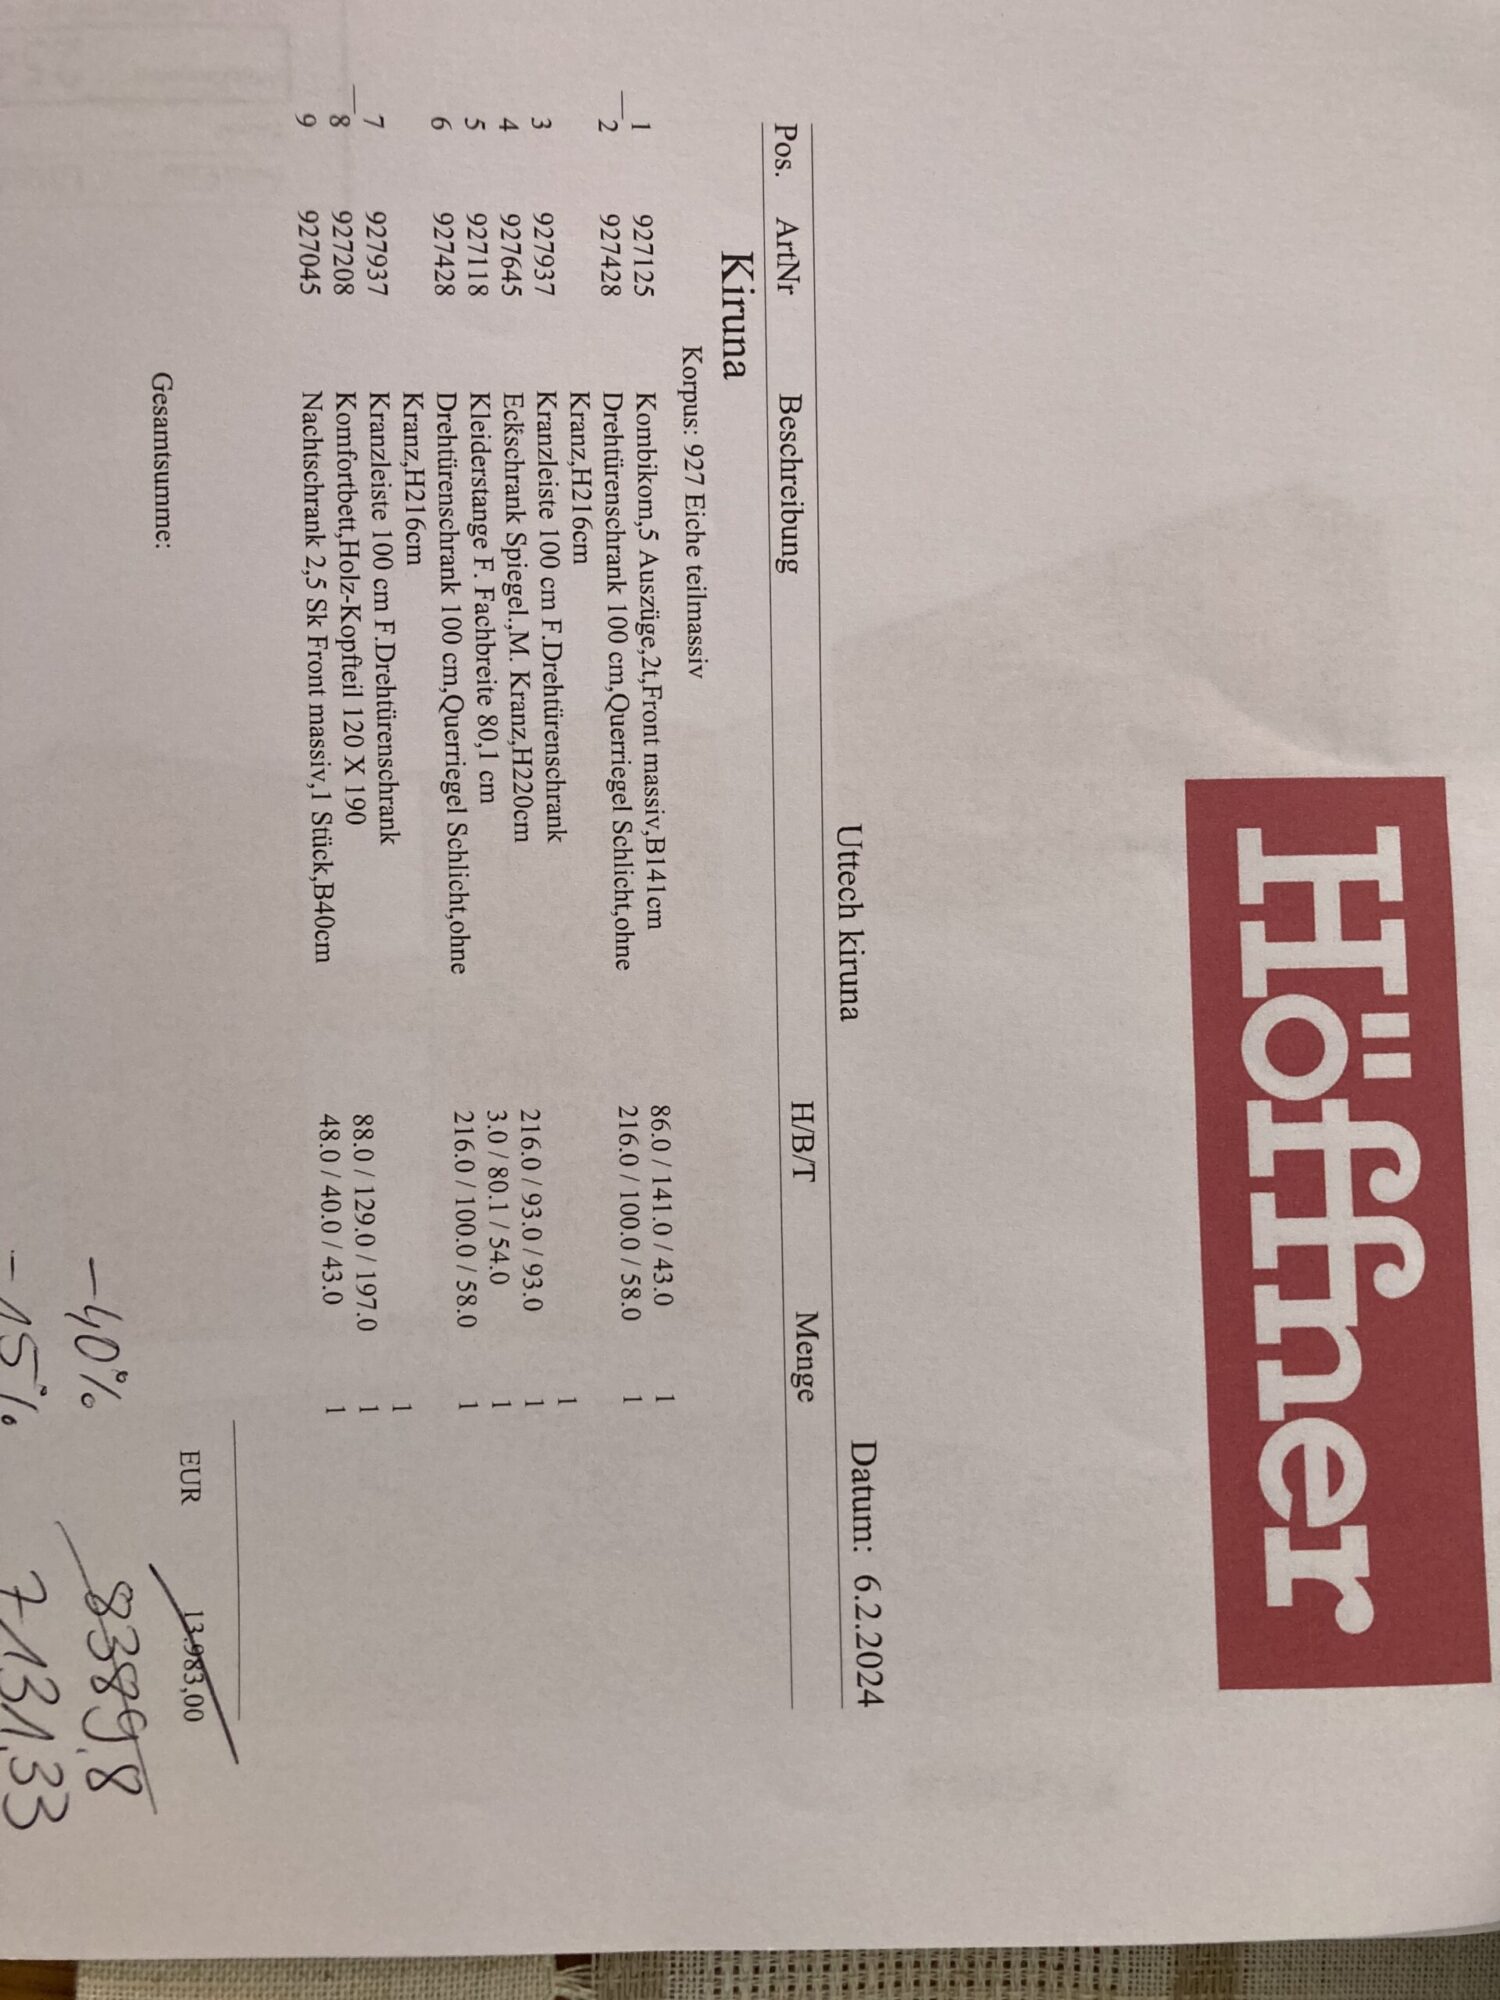 Höffner
Uttech kiruna Datum: 6.2.2024
Pos. ArtNr Beschreibung H/B/T Menge
Kiruna
Korpus: 927 Eiche teilmassiv
1 927125 Kombikom,5 Auszüge,2t,Front massiv,B141cm 86.0 / 141.0 / 43.0 1
2 927428 Drehtürenschrank 100 cm,Querriegel Schlicht,ohne 216.0 / 100.0 / 58.0 1
Kranz,H216cm
3 927937 Kranzleiste 100 cm F.Drehtürenschrank 1
4 927645 Eckschrank Spiegel.,M. Kranz,H220cm 216.0 / 93.0 / 93.0 1
5 927118 Kleiderstange F. Fachbreite 80,1 cm 3.0 / 80.1 / 54.0 1
6 927428 Drehtürenschrank 100 cm,Querriegel Schlicht,ohne 216.0 / 100.0 / 58.0 1
Kranz,H216cm
7 927937 Kranzleiste 100 cm F.Drehtürenschrank 1
8 927208 Komfortbett,Holz-Kopfteil 120 X 190 88.0 / 129.0 / 197.0 1
9 927045 Nachtschrank 2,5 Sk Front massiv,1 Stück,B40cm 48.0 / 40.0 / 43.0 1
Gesamtsumme: EUR 13.983,00
-40% 8389,8
-15% 7131,33